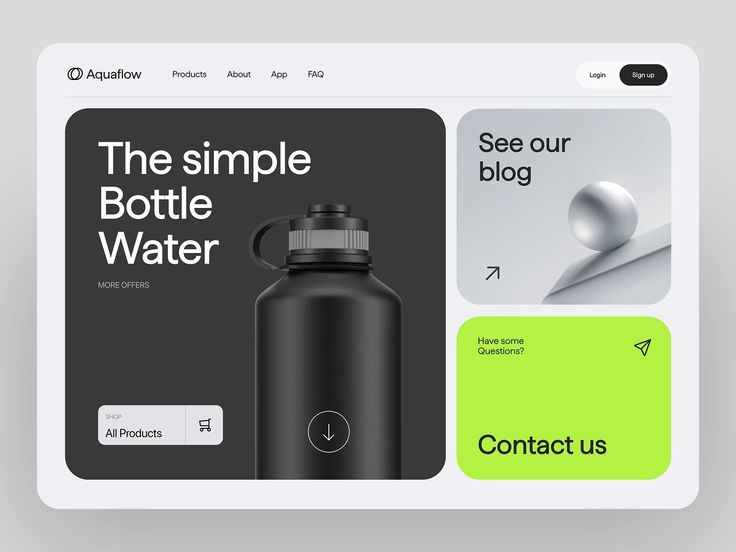 Aquaflow
Products
About
App
FAQ
Login
Sign up
The simple
Bottle
Water
MORE OFFERS
SHOP
All Products
See our
blog
Have some
Questions?
Contact us